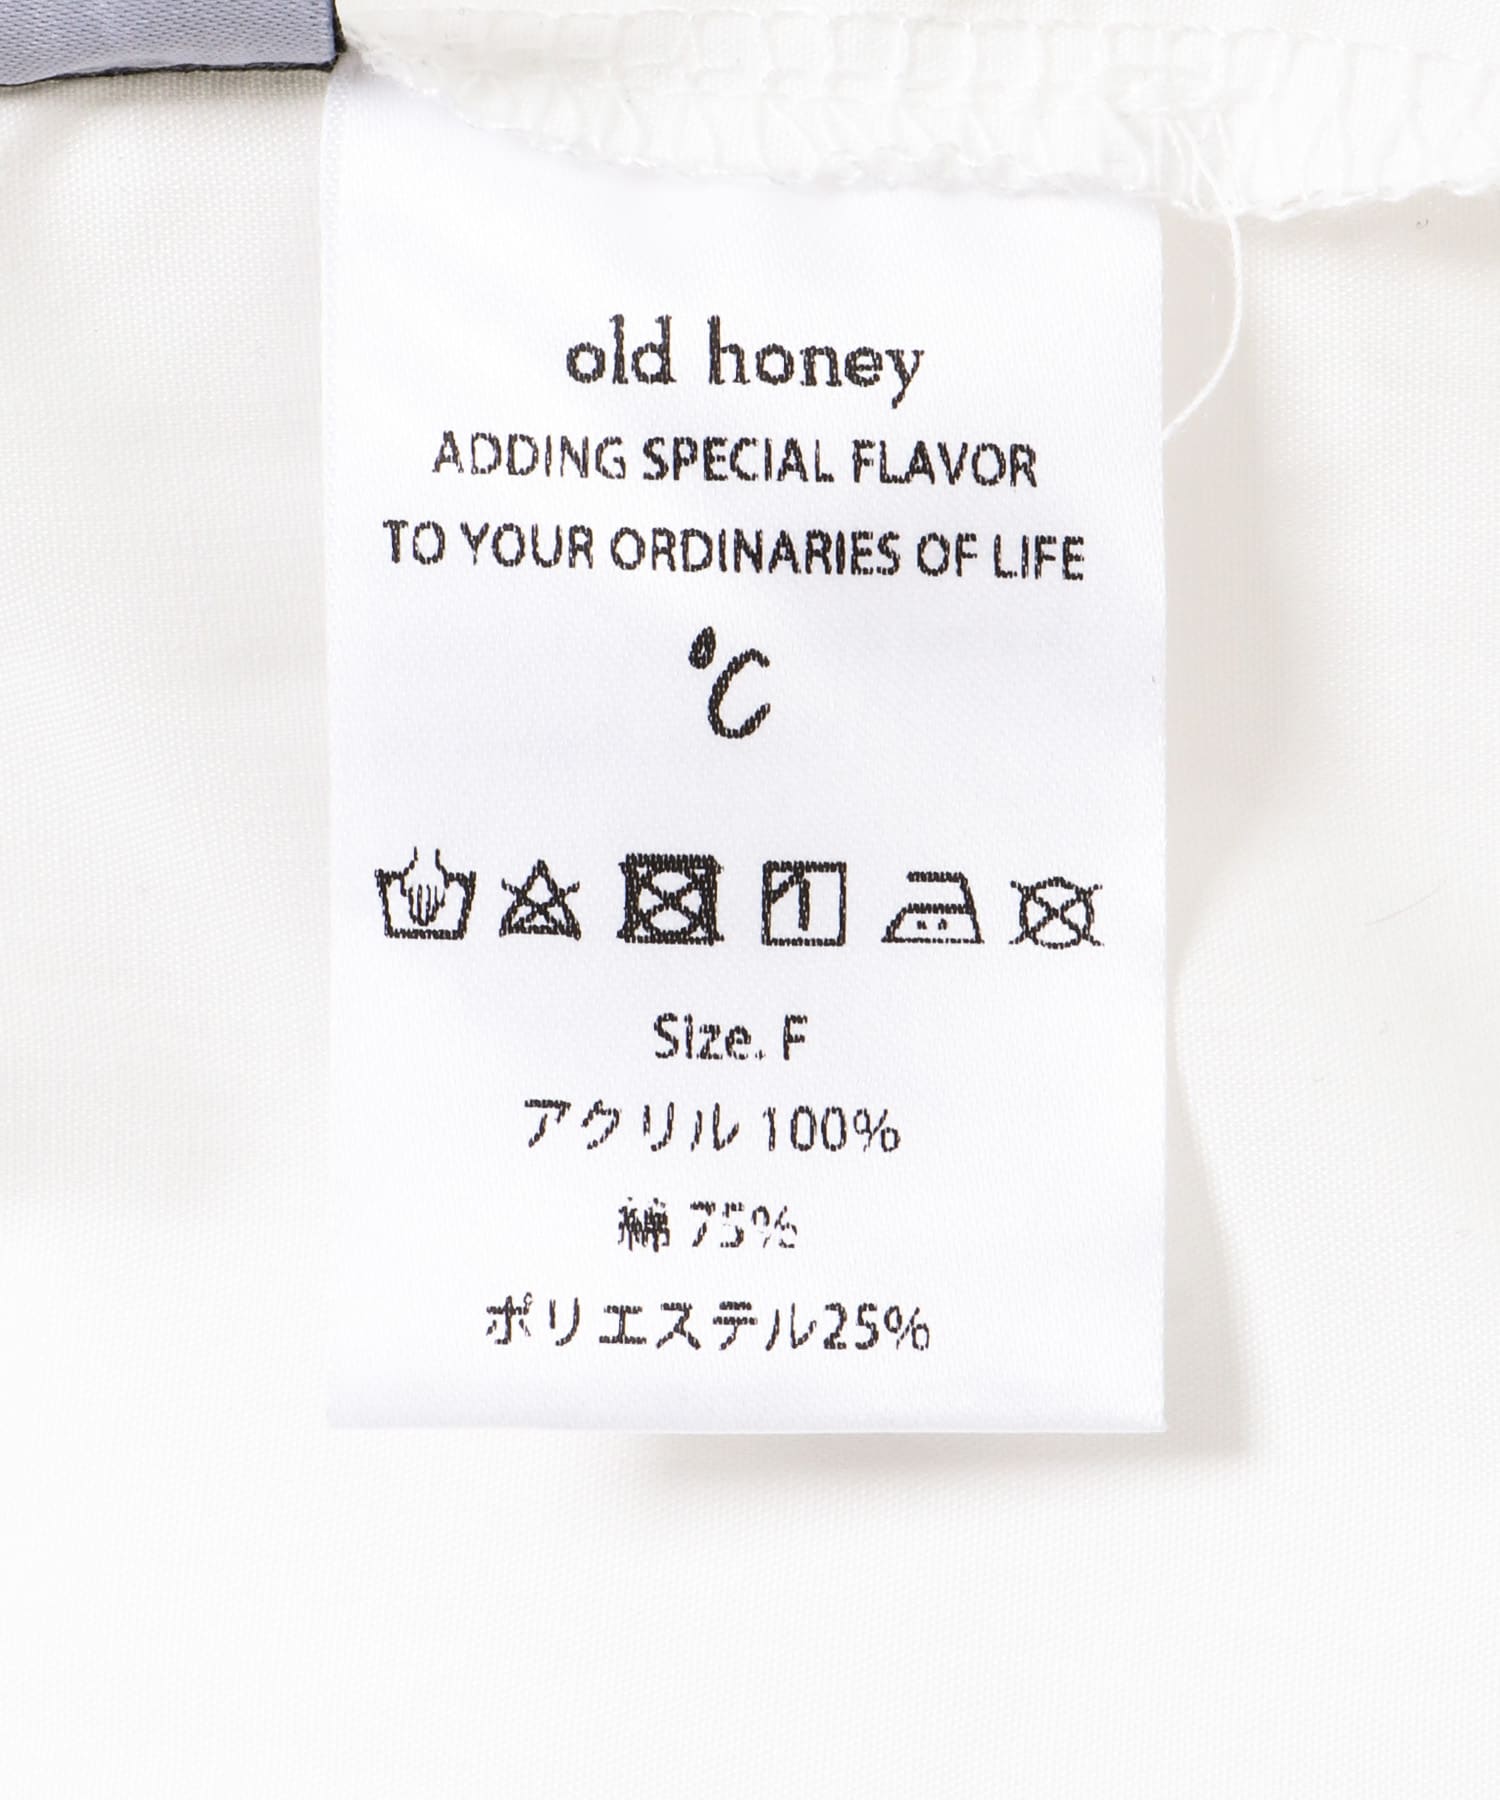 old honey
ADDING SPECIAL FLAVOR
TO YOUR ORDINARIES OF LIFE
℃
Size. F
アクリル 100%
綿 75%
ポリエステル25%